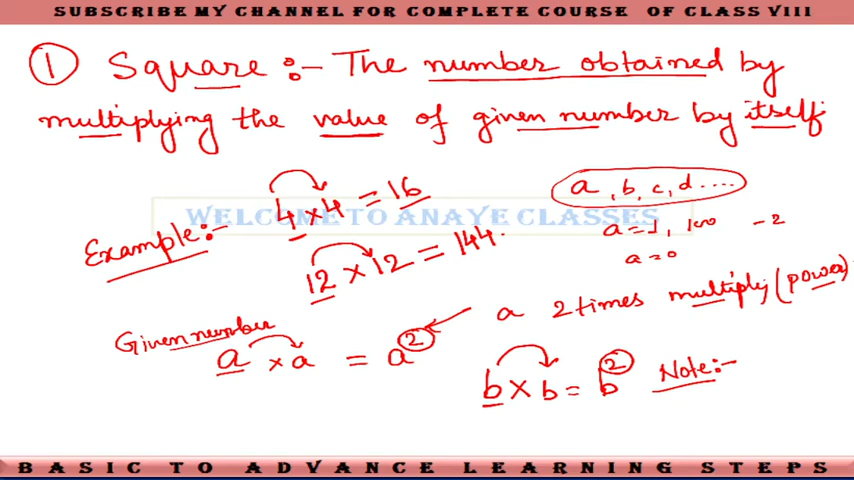 SUBSCRIBE MY CHANNEL FOR COMPLETE COURSE OF CLASS VIII
① Square :- The number obtained by
multiplying the value of given number by itself
WELCOME TO ANAYE CLASSES
Example:- 4 × 4 = 16
12 × 12 = 144.
a, b, c, d....
a = 1, 100 -2
a = 0
a 2 times multiply (power)
Given number
a × a = a²
b × b = b² Note:-
BASIC TO ADVANCE LEARNING STEPS